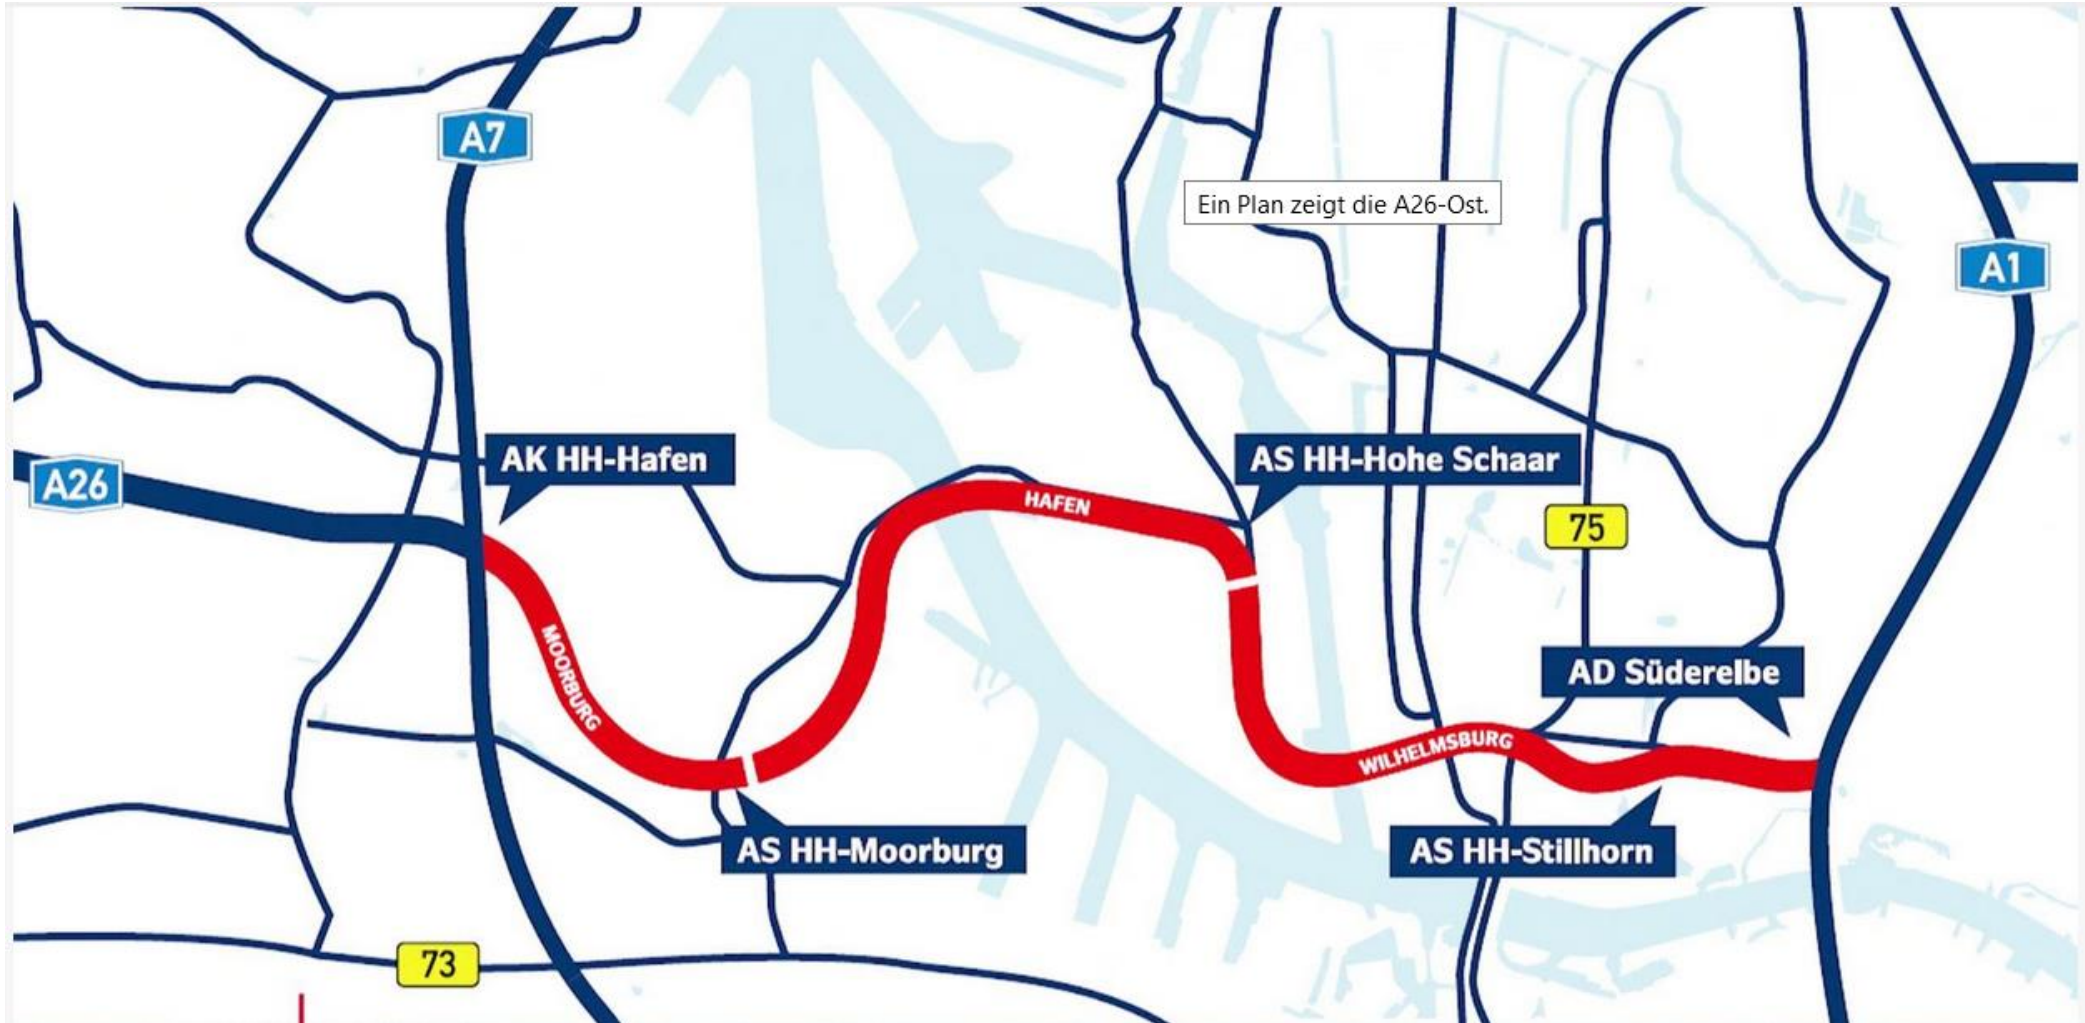 A7
Ein Plan zeigt die A26-Ost.
A1
AK HH-Hafen
AS HH-Hohe Schaar
A26
HAFEN
75
MOORBURG
AD Süderelbe
WILHELMSBURG
AS HH-Moorburg
AS HH-Stillhorn
73